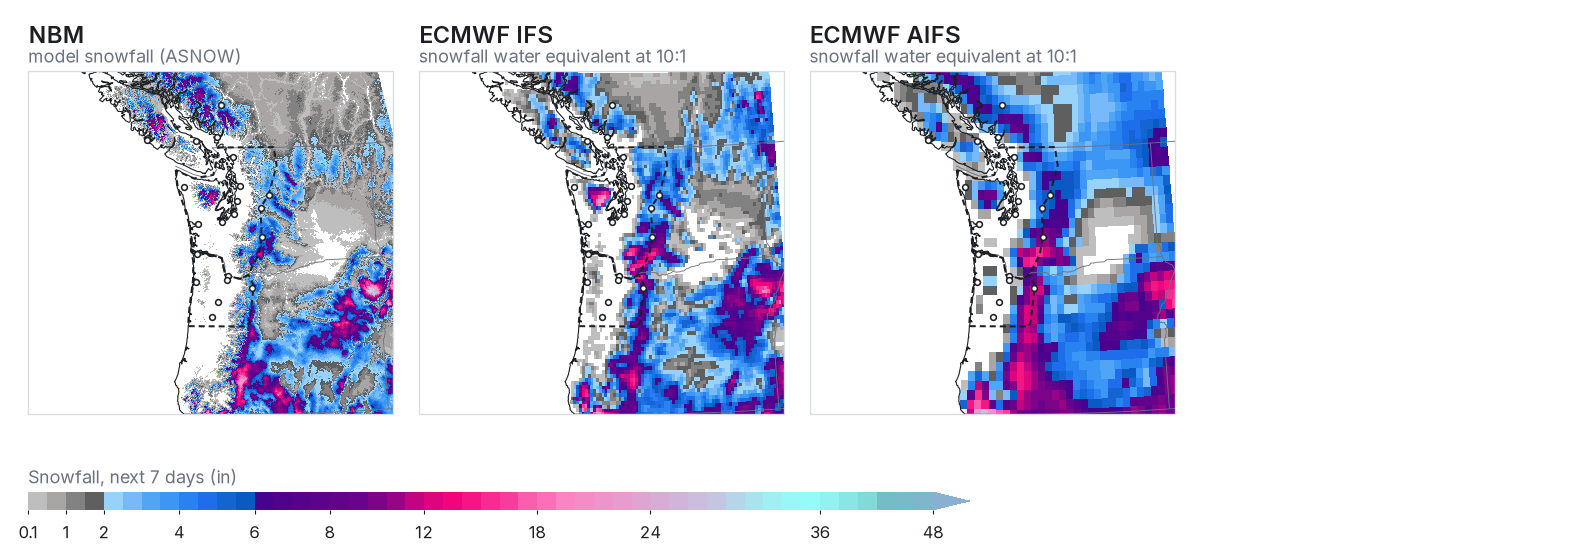 NBM
model snowfall (ASNOW)
ECMWF IFS
snowfall water equivalent at 10:1
ECMWF AIFS
snowfall water equivalent at 10:1
Snowfall, next 7 days (in)
0.1 1 2 4 6 8 12 18 24 36 48